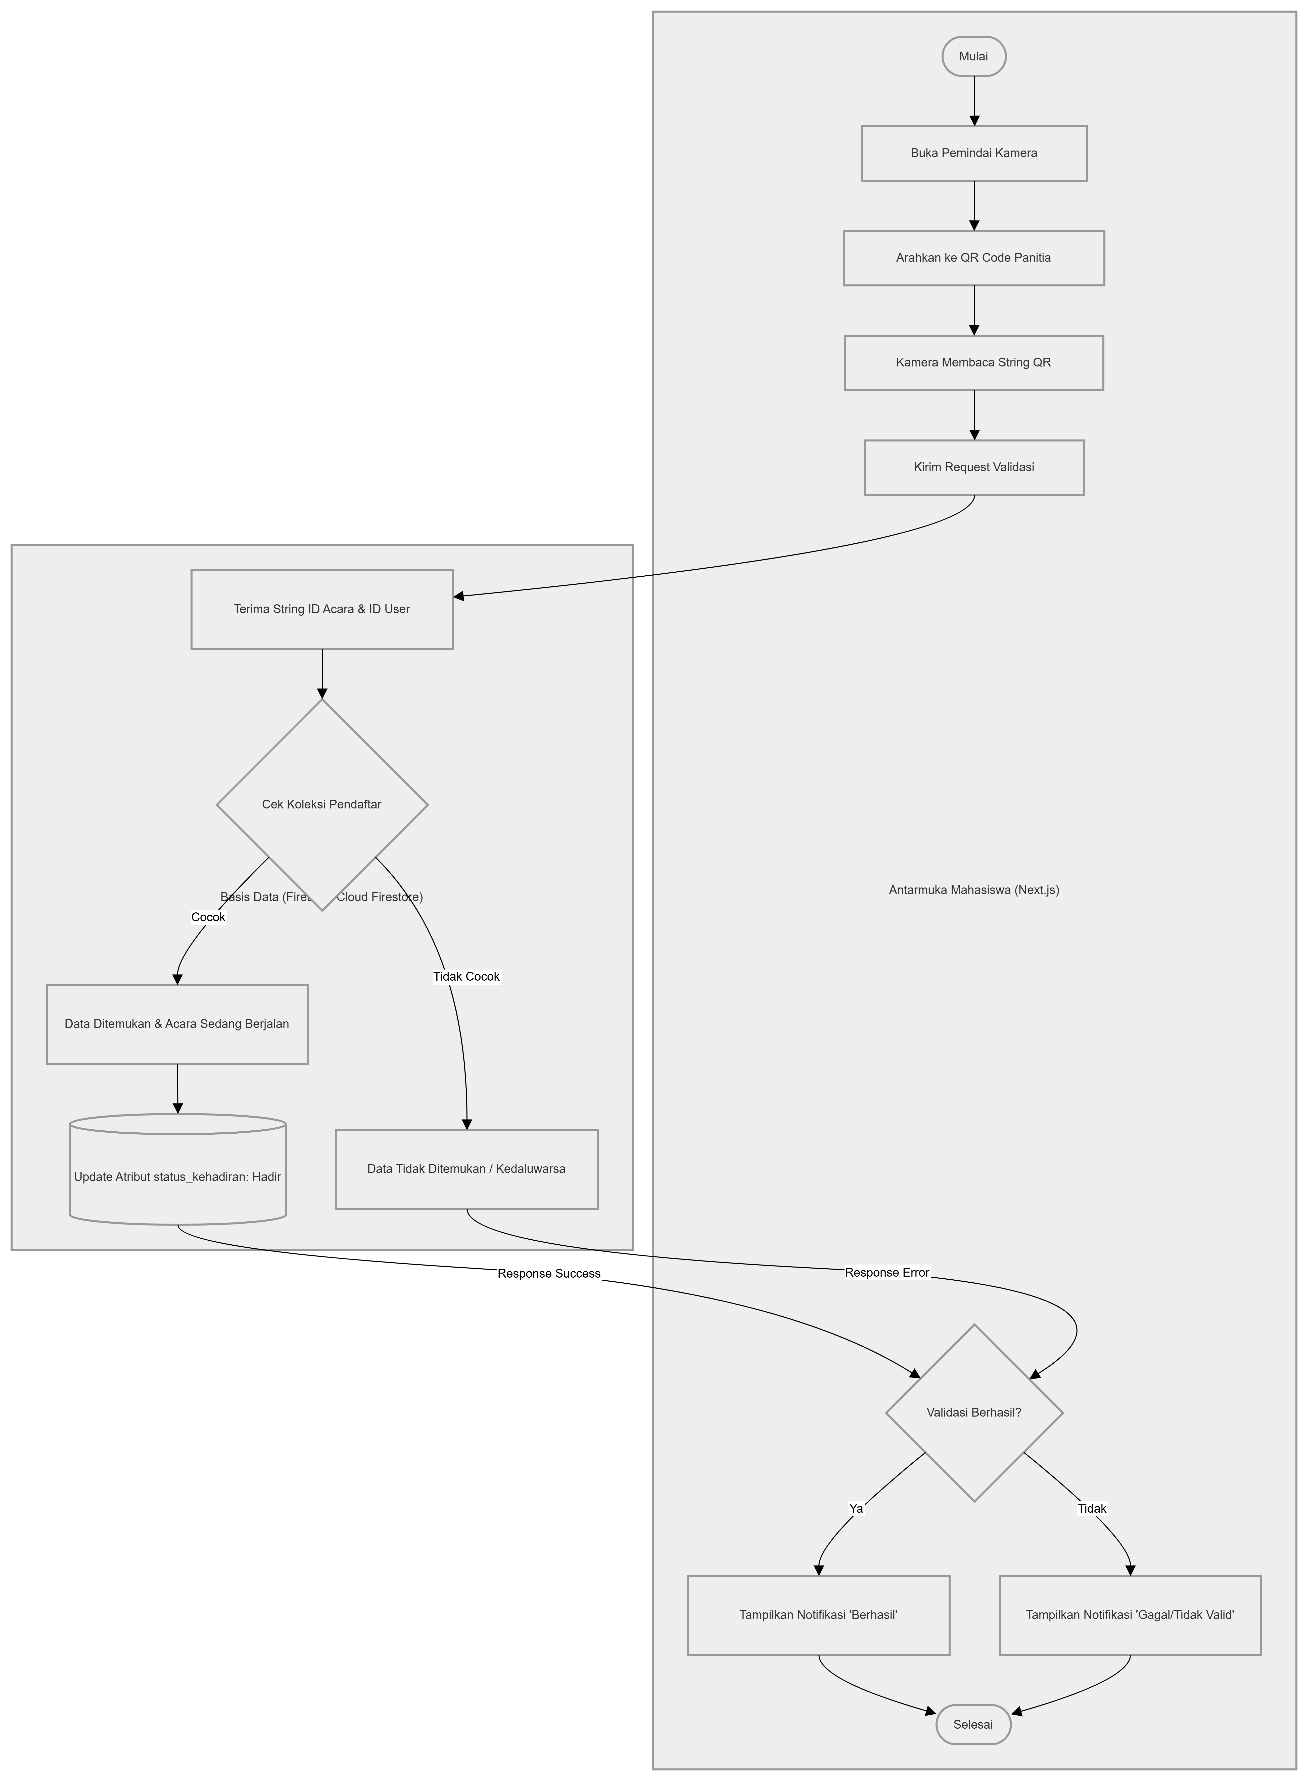 Mulai
Buka Pemindai Kamera
Arahkan ke QR Code Panitia
Kamera Membaca String QR
Kirim Request Validasi
Terima String ID Acara & ID User
Cek Koleksi Pendaftar
Antarmuka Mahasiswa (Next.js)
Basis Data Cloud Firestore)
Cocok
Tidak Cocok
Data Ditemukan & Acara Sedang Berjalan
Data Tidak Ditemukan / Kedaluwarsa
Update Atribut status_kehadiran: Hadir
Response Success
Response Error
Validasi Berhasil?
Ya
Tidak
Tampilkan Notifikasi 'Berhasil'
Tampilkan Notifikasi 'Gagal/Tidak Valid'
Selesai